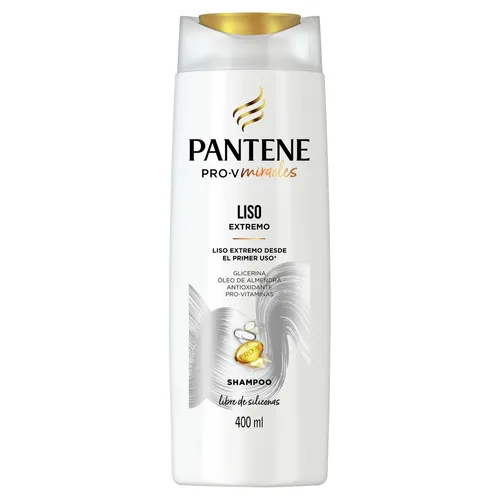 PANTENE
PRO-V miracles
LISO
EXTREMO
LISO EXTREMO DESDE
EL PRIMER USO*
GLICERINA
ÓLEO DE ALMENDRA
ANTIOXIDANTE
PRO-VITAMINAS
PRO-V
SHAMPOO
libre de siliconas
400 ml